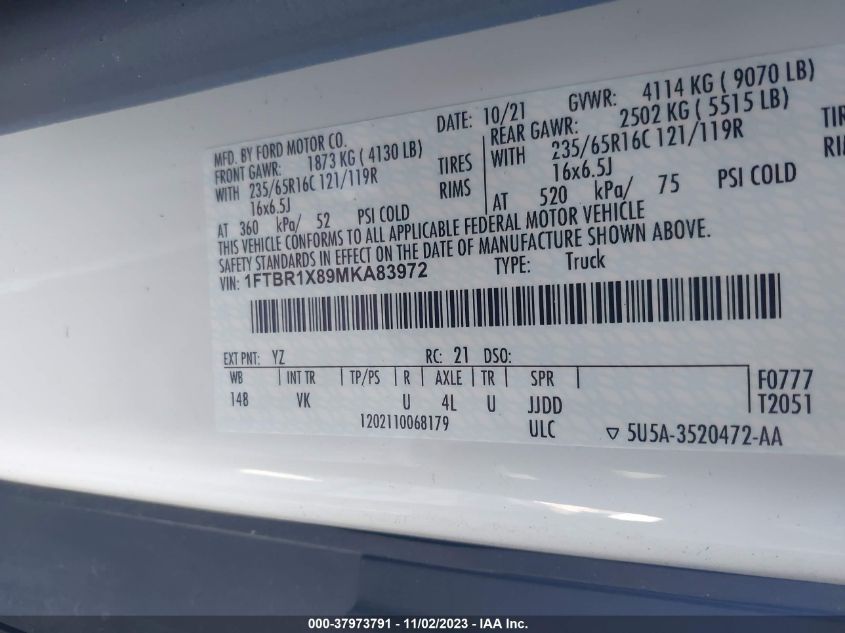 MFD. BY FORD MOTOR CO. DATE: 10/21 GVWR: 4114 KG ( 9070 LB)
FRONT GAWR: 1873 KG ( 4130 LB) REAR GAWR: 2502 KG ( 5515 LB)
WITH 235/65R16C 121/119R TIRES WITH 235/65R16C 121/119R TIRE
16x6.5J RIMS 16x6.5J RI
AT 360 kPa/ 52 PSI COLD AT 520 kPa/ 75 PSI COLD
THIS VEHICLE CONFORMS TO ALL APPLICABLE FEDERAL MOTOR VEHICLE
SAFETY STANDARDS IN EFFECT ON THE DATE OF MANUFACTURE SHOWN ABOVE.
VIN: 1FTBR1X89MKA83972 TYPE: Truck
EXT PNT: YZ RC: 21 DSO:
WB INT TR TP/PS R AXLE TR SPR F0777
148 VK U 4L U JJDD T2051
1202110068179 ULC 5U5A-3520472-AA
000-37973791 - 11/02/2023 - IAA Inc.